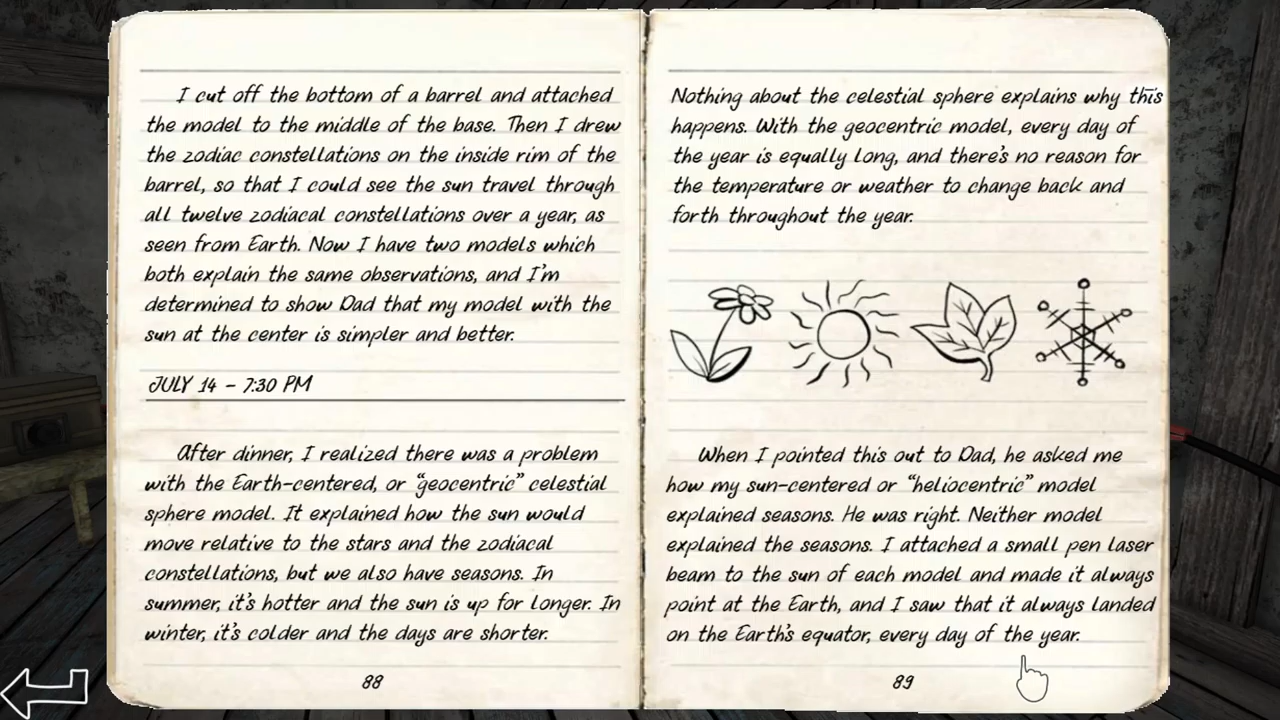 I cut off the bottom of a barrel and attached
the model to the middle of the base. Then I drew
the zodiac constellations on the inside rim of the
barrel, so that I could see the sun travel through
all twelve zodiacal constellations over a year, as
seen from Earth. Now I have two models which
both explain the same observations, and I'm
determined to show Dad that my model with the
sun at the center is simpler and better.
JULY 14 - 7:30 PM
After dinner, I realized there was a problem
with the Earth-centered, or "geocentric" celestial
sphere model. It explained how the sun would
move relative to the stars and the zodiacal
constellations, but we also have seasons. In
summer, it's hotter and the sun is up for longer. In
winter, it's colder and the days are shorter.
88
Nothing about the celestial sphere explains why this
happens. With the geocentric model, every day of
the year is equally long, and there's no reason for
the temperature or weather to change back and
forth throughout the year.
When I pointed this out to Dad, he asked me
how my sun-centered or "heliocentric" model
explained seasons. He was right. Neither model
explained the seasons. I attached a small pen laser
beam to the sun of each model and made it always
point at the Earth, and I saw that it always landed
on the Earth's equator, every day of the year.
89